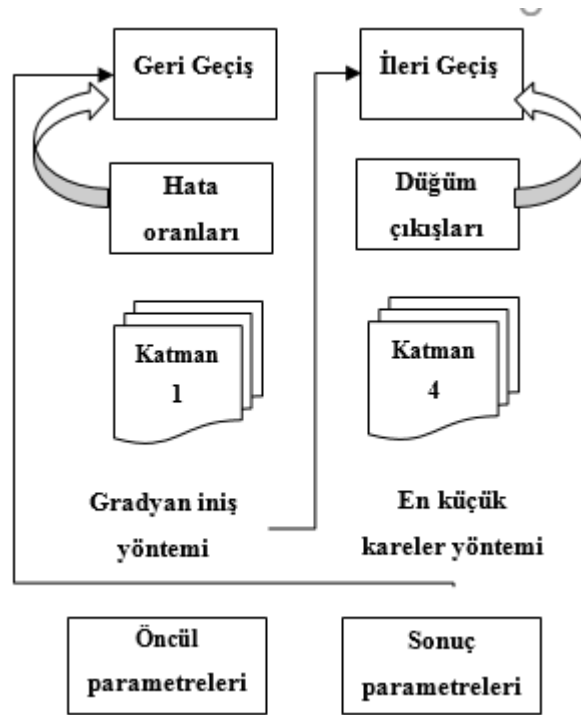 Geri Geçiş
İleri Geçiş
Hata
oranları
Düğüm
çıkışları
Katman
1
Katman
4
Gradyan iniş
yöntemi
En küçük
kareler yöntemi
Öncül
parametreleri
Sonuç
parametreleri